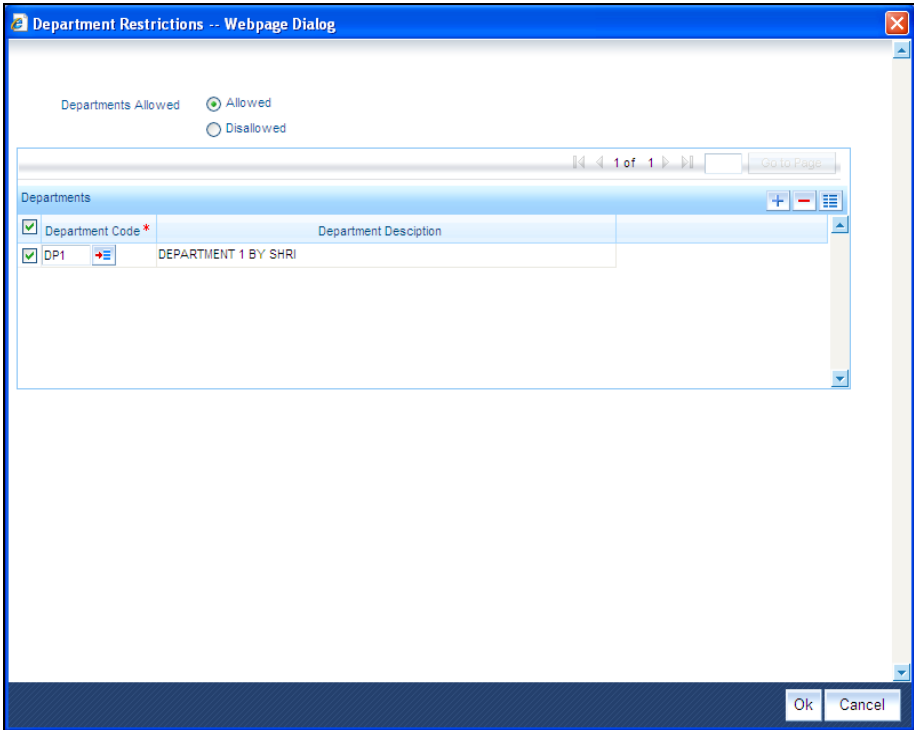 Department Restrictions -- Webpage Dialog
Departments Allowed
Allowed
Disallowed
1 of 1
Go to Page
Departments
Department Code * Department Desciption
DP1 DEPARTMENT 1 BY SHRI
Ok Cancel